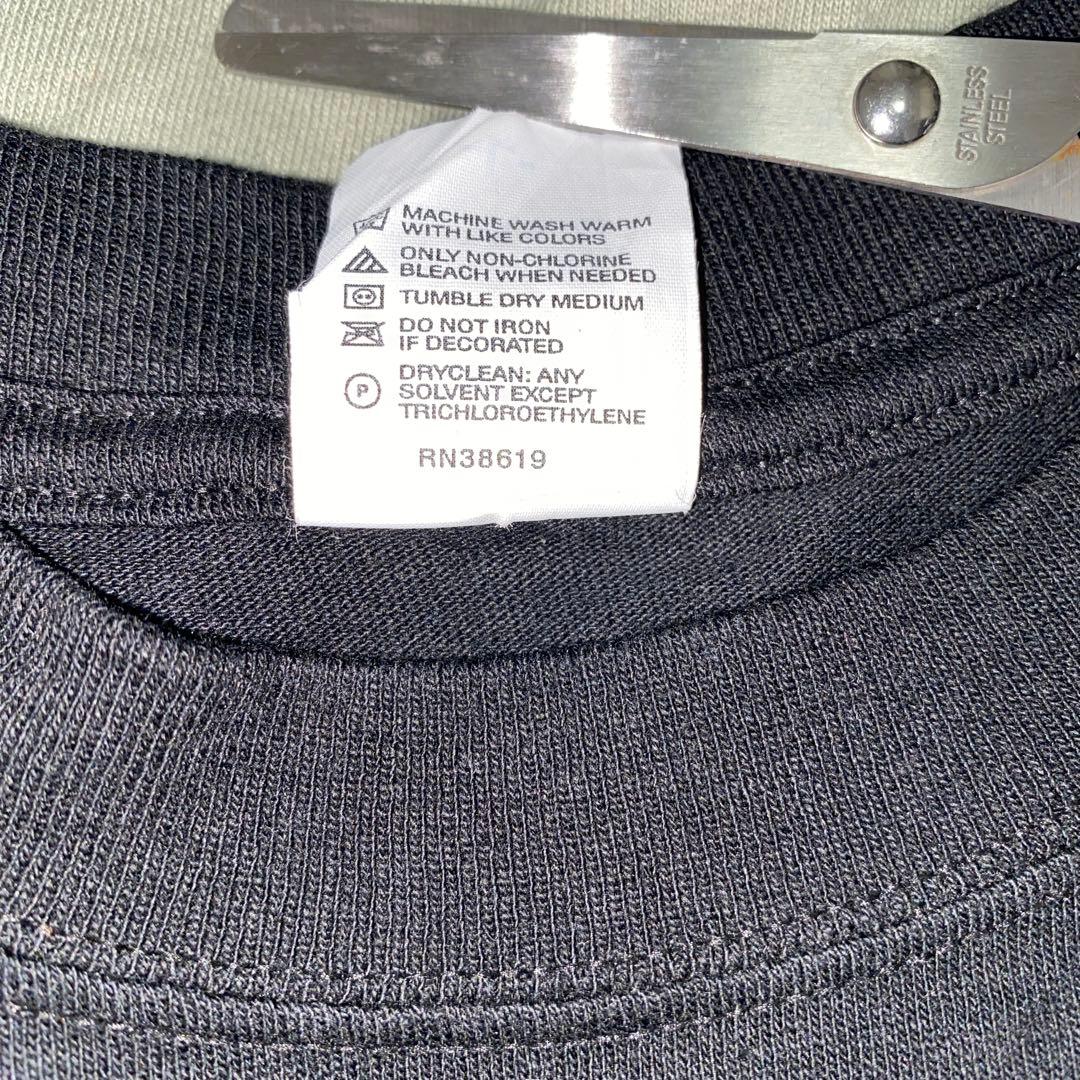 STAINLESS
STEEL
MACHINE WASH WARM
WITH LIKE COLORS
ONLY NON-CHLORINE
BLEACH WHEN NEEDED
TUMBLE DRY MEDIUM
DO NOT IRON
IF DECORATED
P
DRYCLEAN: ANY
SOLVENT EXCEPT
TRICHLOROETHYLENE
RN38619